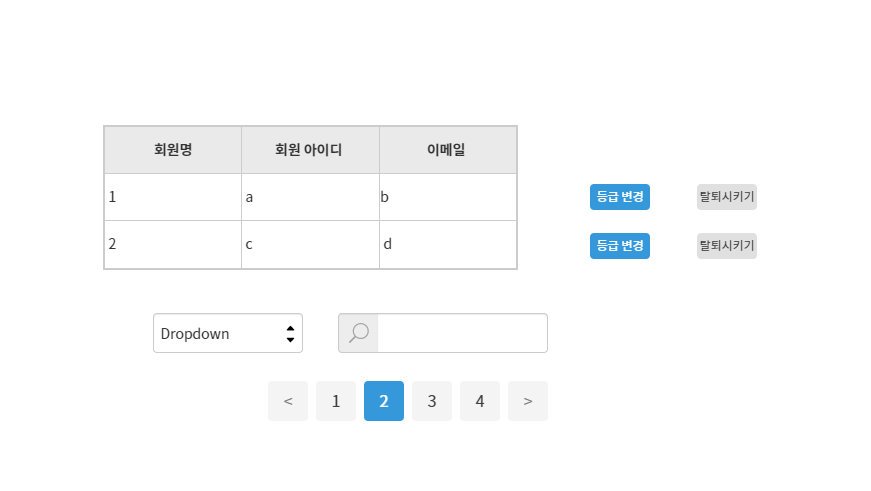 회원명 회원 아이디 이메일
1 a b 등급 변경 탈퇴시키기
2 c d 등급 변경 탈퇴시키기
Dropdown
< 1 2 3 4 >